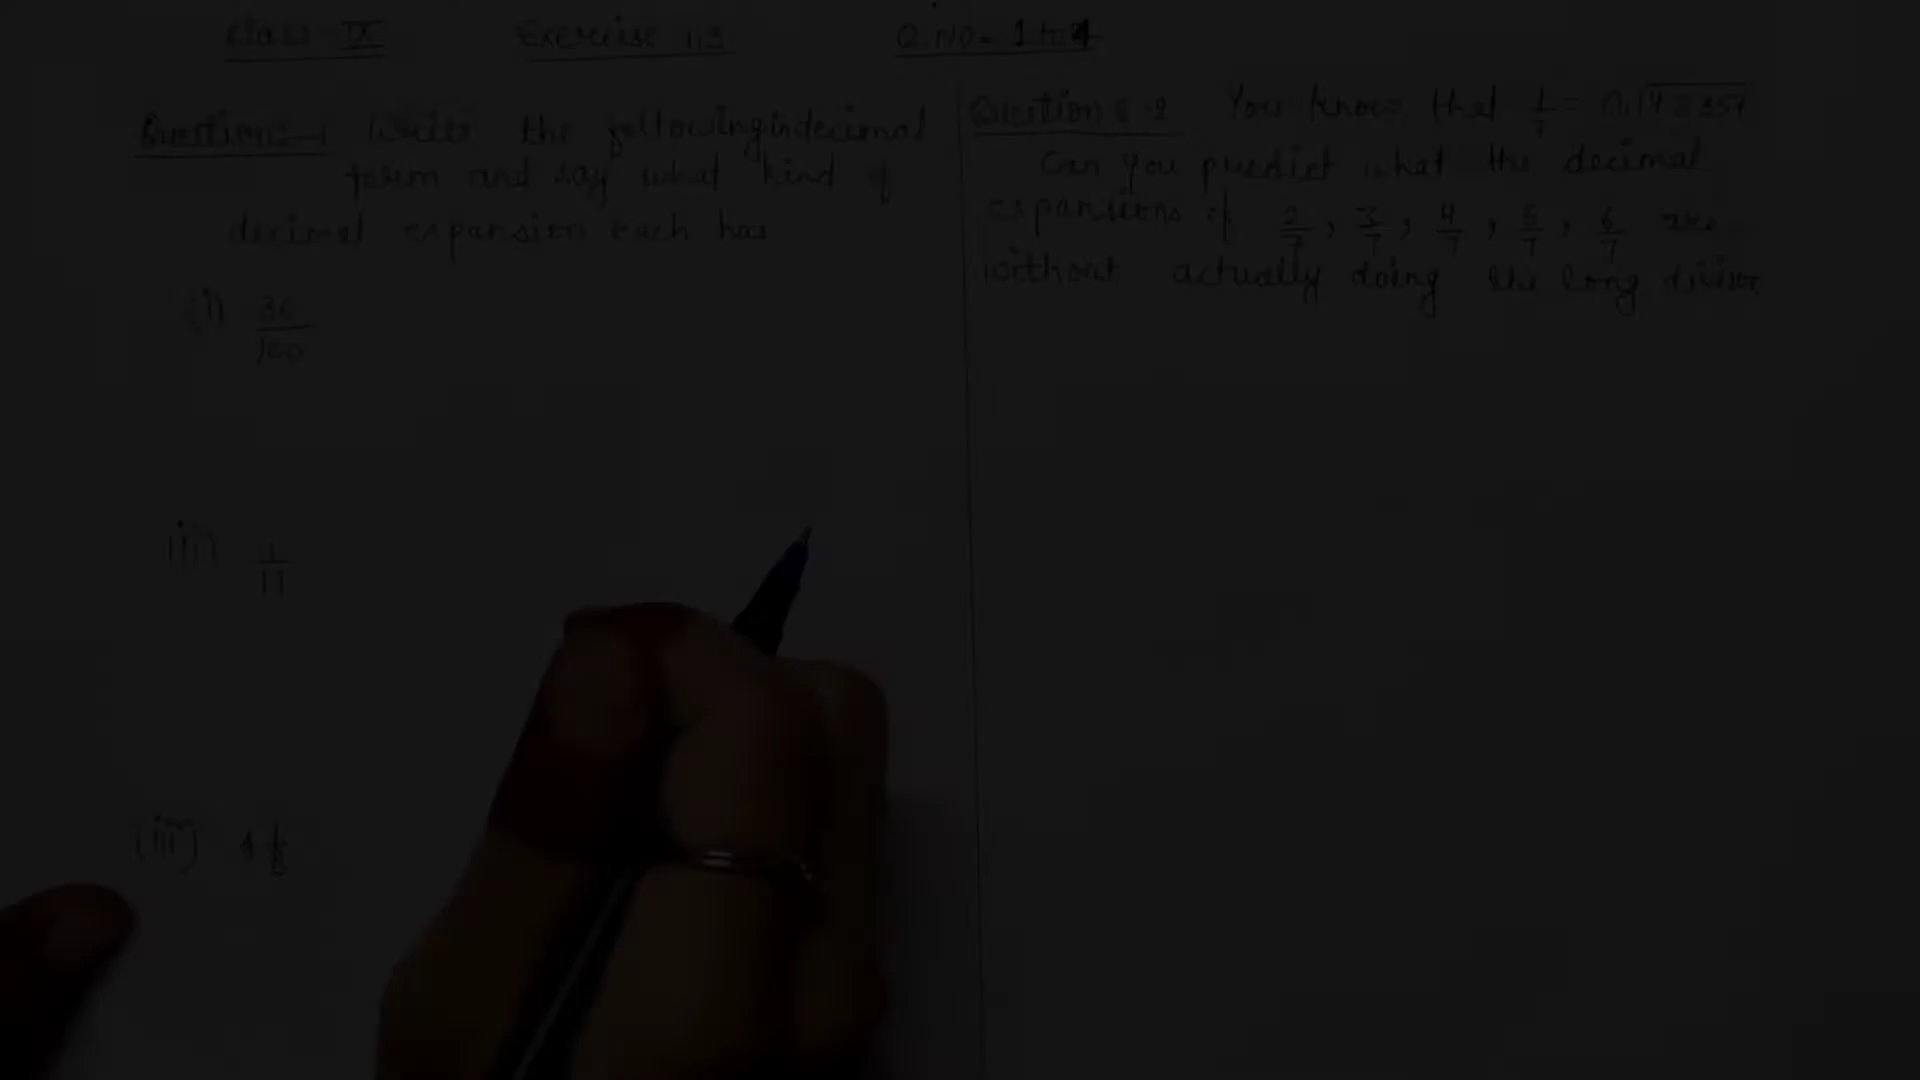 Class-IX Exercise 1.3 Q.NO= 1 to 4
Question-1 Write the following in decimal
form and say what kind of
decimal expansion each has
(i) 36/100
(ii) 1/11
(iii) 4 1/8
Question-2 You know that 1/7 = 0.142857
Can you predict what the decimal
expansions of 2/7, 3/7, 4/7, 5/7, 6/7 are
without actually doing the long